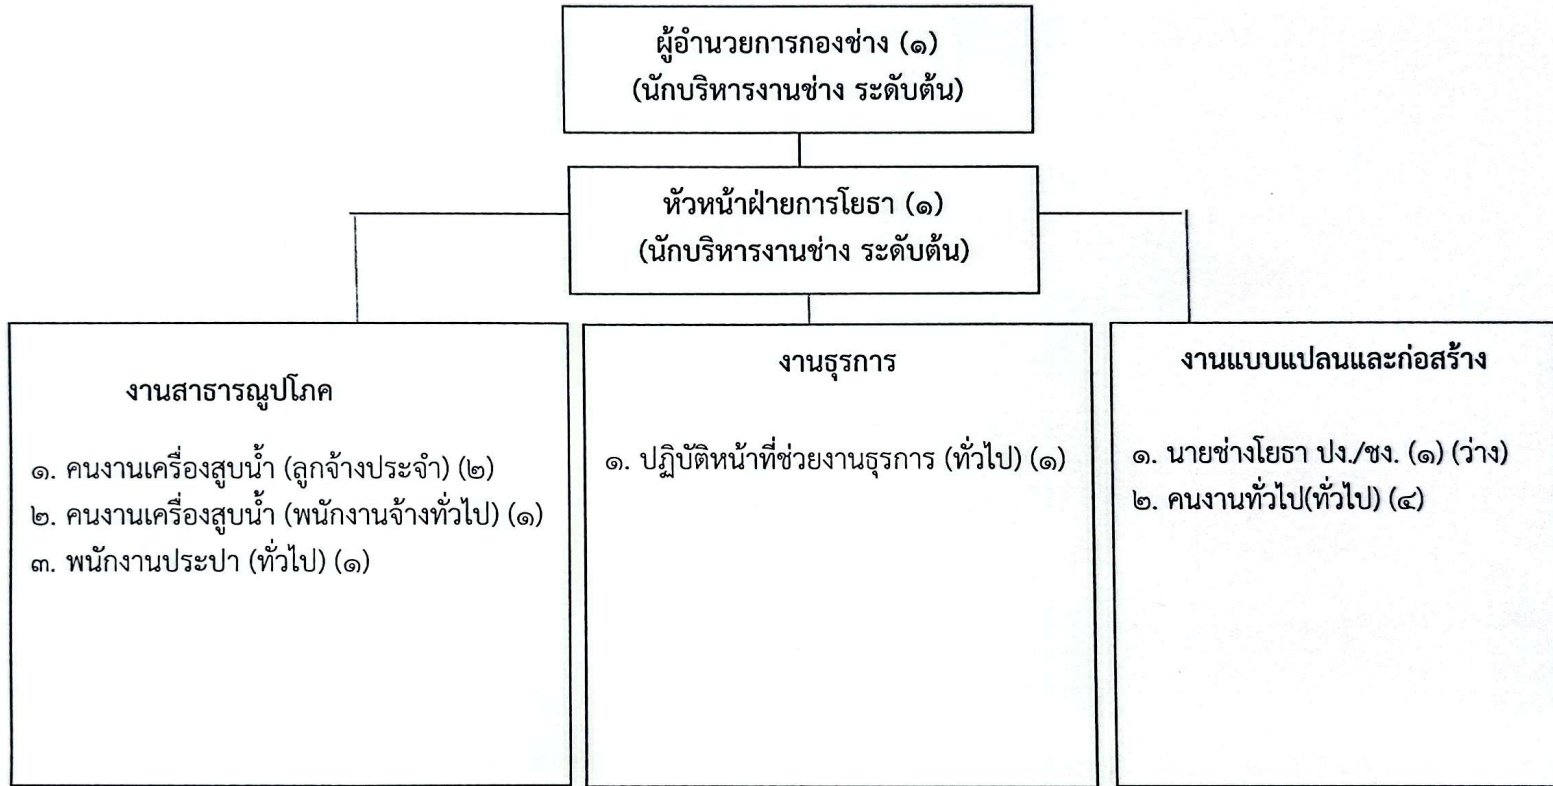 ผู้อำนวยการกองช่าง (๑)
(นักบริหารงานช่าง ระดับต้น)
หัวหน้าฝ่ายการโยธา (๑)
(นักบริหารงานช่าง ระดับต้น)
งานสาธารณูปโภค
๑. คนงานเครื่องสูบน้ำ (ลูกจ้างประจำ) (๒)
๒. คนงานเครื่องสูบน้ำ (พนักงานจ้างทั่วไป) (๑)
๓. พนักงานประปา (ทั่วไป) (๑)
งานธุรการ
๑. ปฏิบัติหน้าที่ช่วยงานธุรการ (ทั่วไป) (๑)
งานแบบแปลนและก่อสร้าง
๑. นายช่างโยธา ปง./ชง. (๑) (ว่าง)
๒. คนงานทั่วไป(ทั่วไป) (๔)